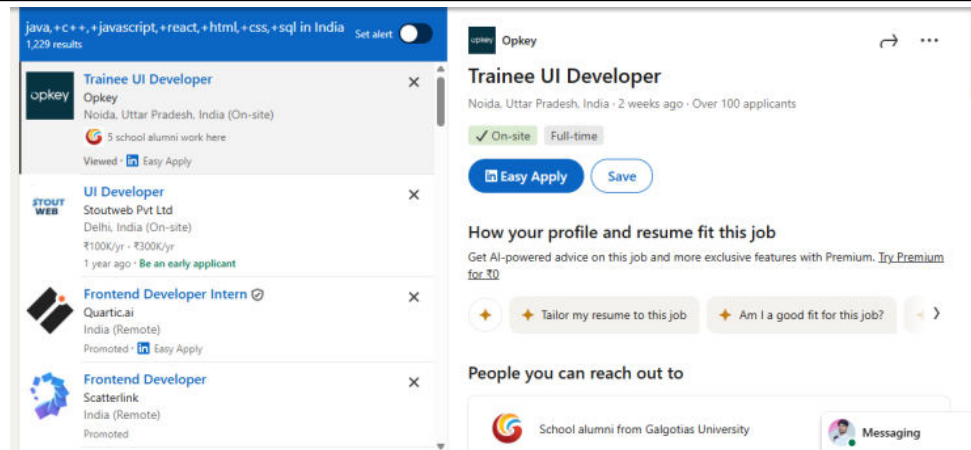 java,+c++,+javascript,+react,+html,+css,+sql in India
1,229 results
Set alert
opkey
Trainee UI Developer
Opkey
Noida, Uttar Pradesh, India (On-site)
5 school alumni work here
Viewed · in Easy Apply
STOUT
WEB
UI Developer
Stoutweb Pvt Ltd
Delhi, India (On-site)
₹100K/yr - ₹300K/yr
1 year ago · Be an early applicant
Frontend Developer Intern
Quartic.ai
India (Remote)
Promoted · in Easy Apply
Frontend Developer
Scatterlink
India (Remote)
Promoted
opkey Opkey
Trainee UI Developer
Noida, Uttar Pradesh, India · 2 weeks ago · Over 100 applicants
On-site Full-time
in Easy Apply Save
How your profile and resume fit this job
Get AI-powered advice on this job and more exclusive features with Premium. Try Premium
for ₹0
Tailor my resume to this job Am I a good fit for this job?
People you can reach out to
School alumni from Galgotias University
Messaging